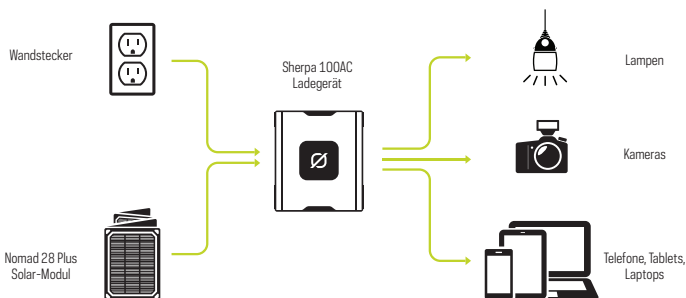 Wandstecker
Sherpa 100AC
Ladegerät
Lampen
Kameras
Nomad 28 Plus
Solar-Modul
Telefone, Tablets,
Laptops